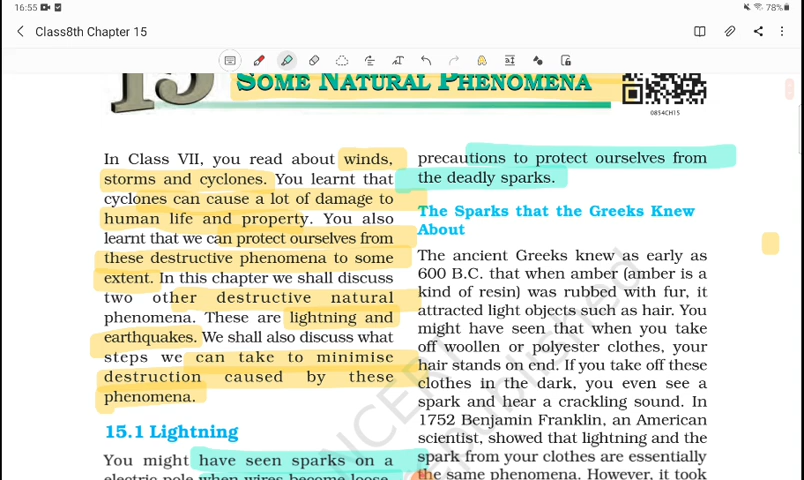 16:55
78%
Class8th Chapter 15
15
SOME NATURAL PHENOMENA
0854CH15
In Class VII, you read about winds,
storms and cyclones. You learnt that
cyclones can cause a lot of damage to
human life and property. You also
learnt that we can protect ourselves from
these destructive phenomena to some
extent. In this chapter we shall discuss
two other destructive natural
phenomena. These are lightning and
earthquakes. We shall also discuss what
steps we can take to minimise
destruction caused by these
phenomena.
15.1 Lightning
You might have seen sparks on a
electric pole when wires become loose.
precautions to protect ourselves from
the deadly sparks.
The Sparks that the Greeks Knew
About
The ancient Greeks knew as early as
600 B.C. that when amber (amber is a
kind of resin) was rubbed with fur, it
attracted light objects such as hair. You
might have seen that when you take
off woollen or polyester clothes, your
hair stands on end. If you take off these
clothes in the dark, you even see a
spark and hear a crackling sound. In
1752 Benjamin Franklin, an American
scientist, showed that lightning and the
spark from your clothes are essentially
the same phenomena. However, it took
NCERT
republished